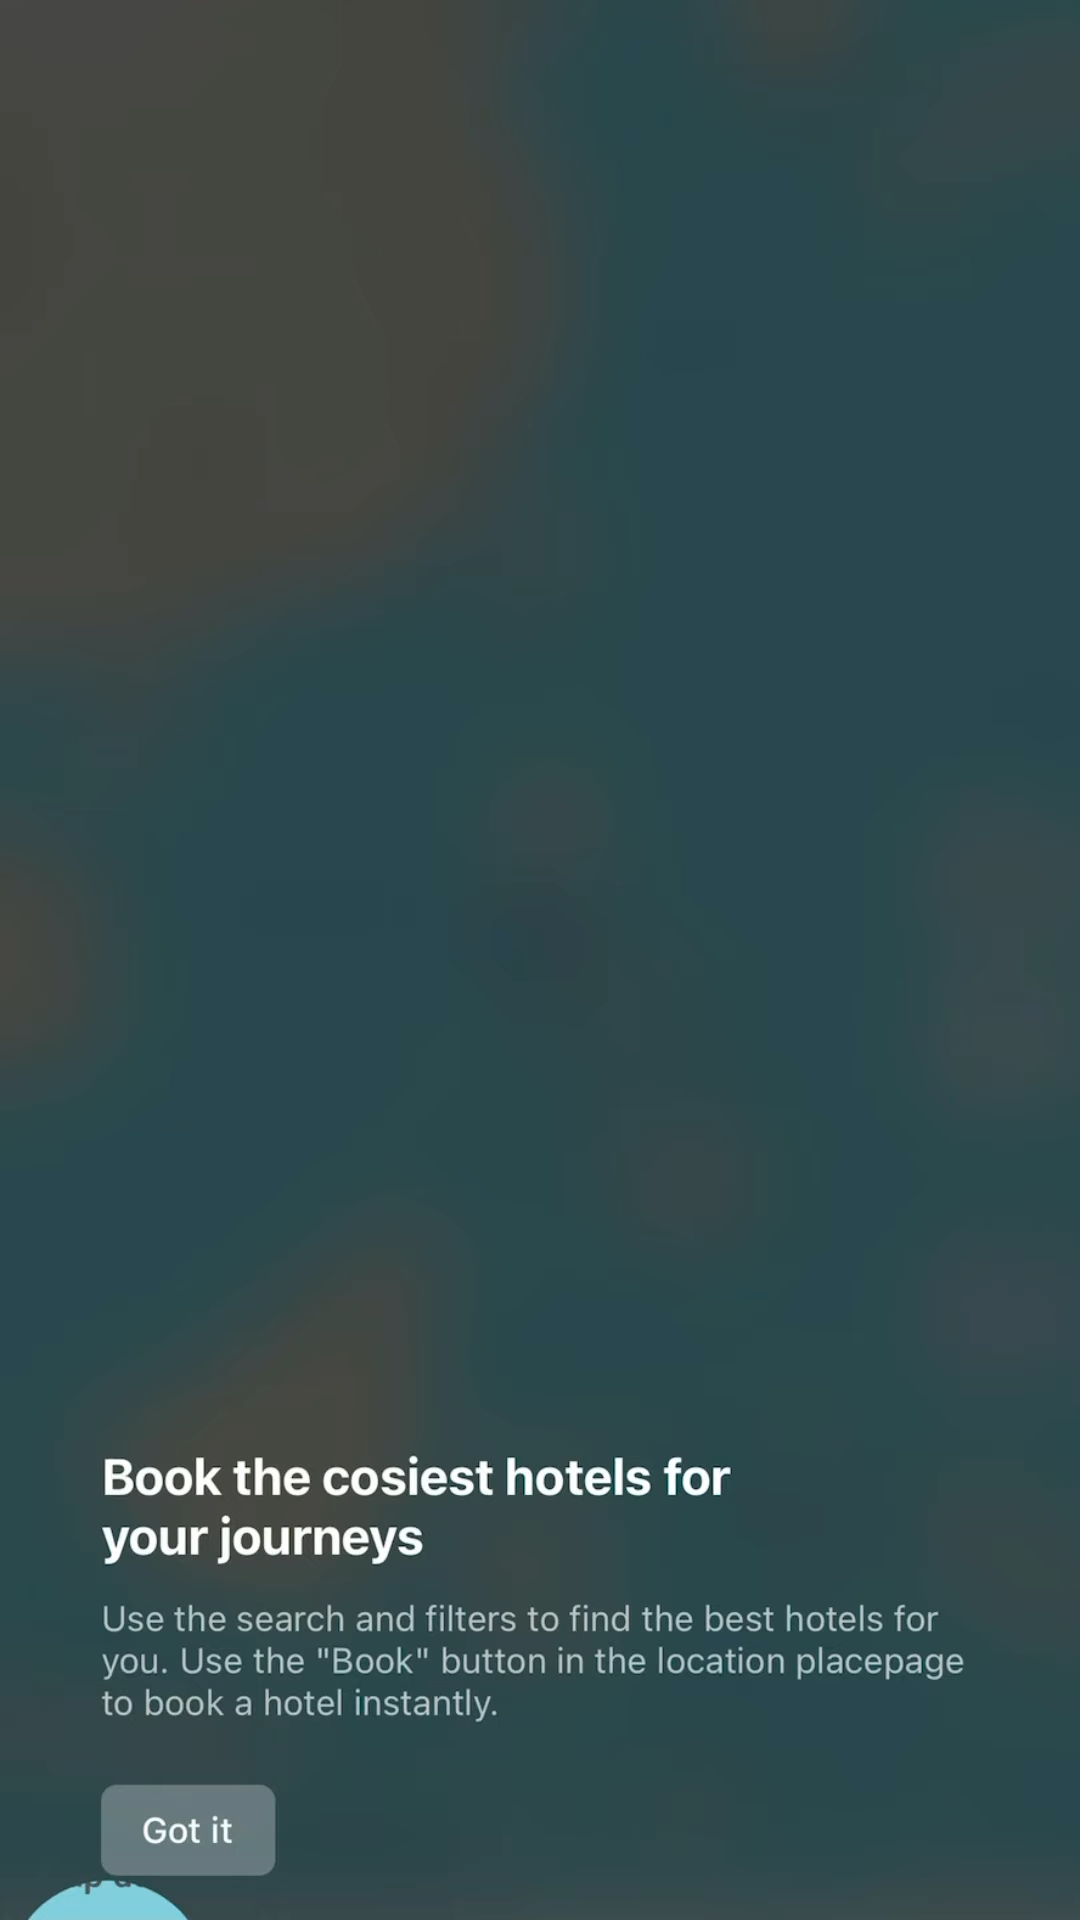 Book the cosiest hotels for
your journeys
Use the search and filters to find the best hotels for
you. Use the "Book" button in the location placepage
to book a hotel instantly.
Got it